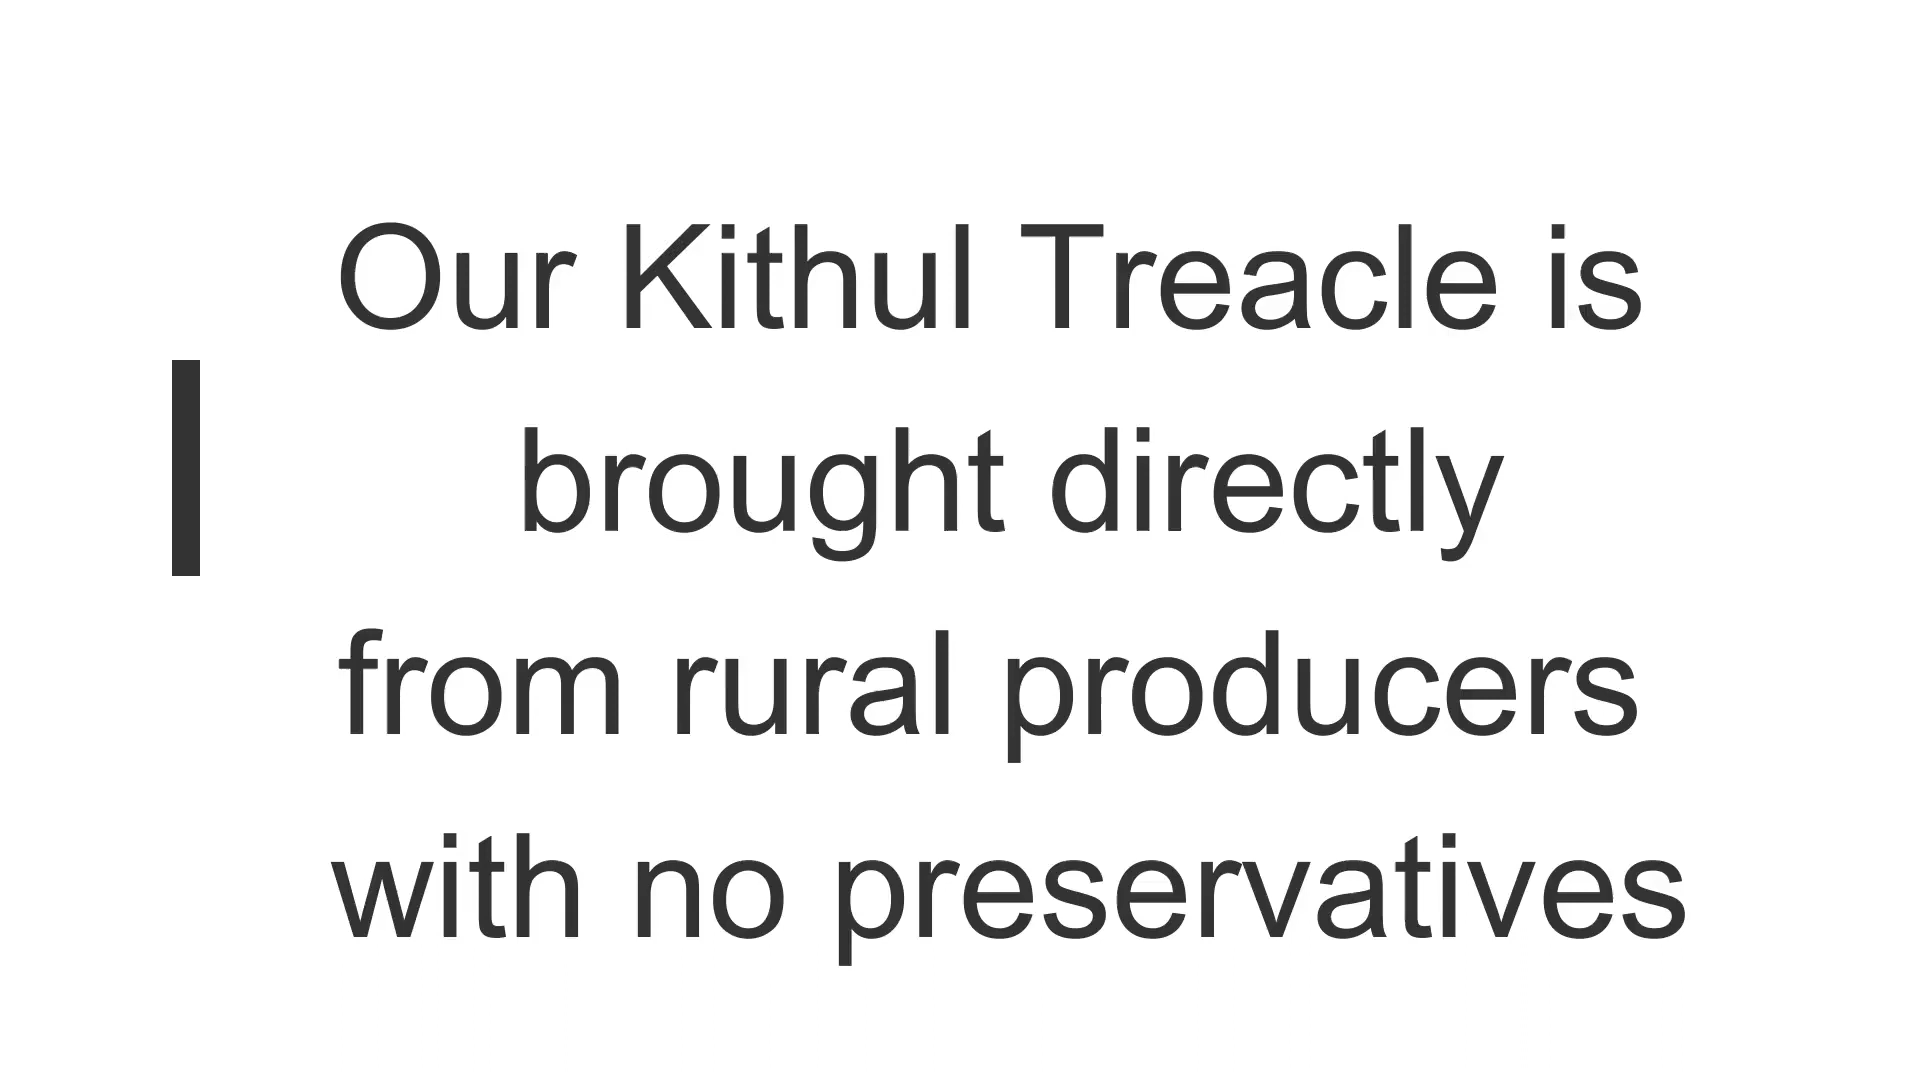 Our Kithul Treacle is
brought directly
from rural producers
with no preservatives